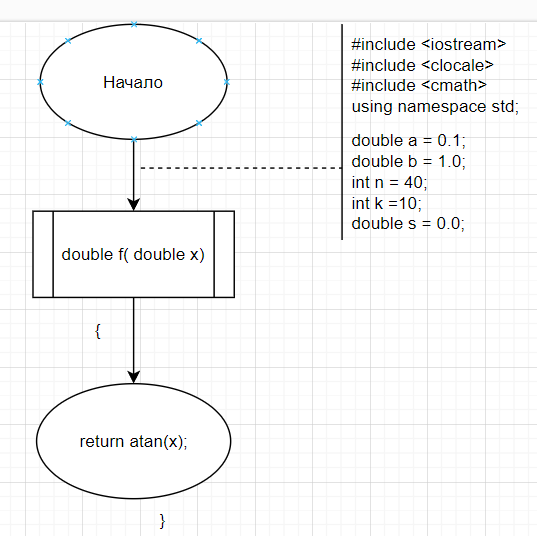 Начало
#include <iostream>
#include <clocale>
#include <cmath>
using namespace std;
double a = 0.1;
double b = 1.0;
int n = 40;
int k =10;
double s = 0.0;
double f( double x)
{
return atan(x);
}